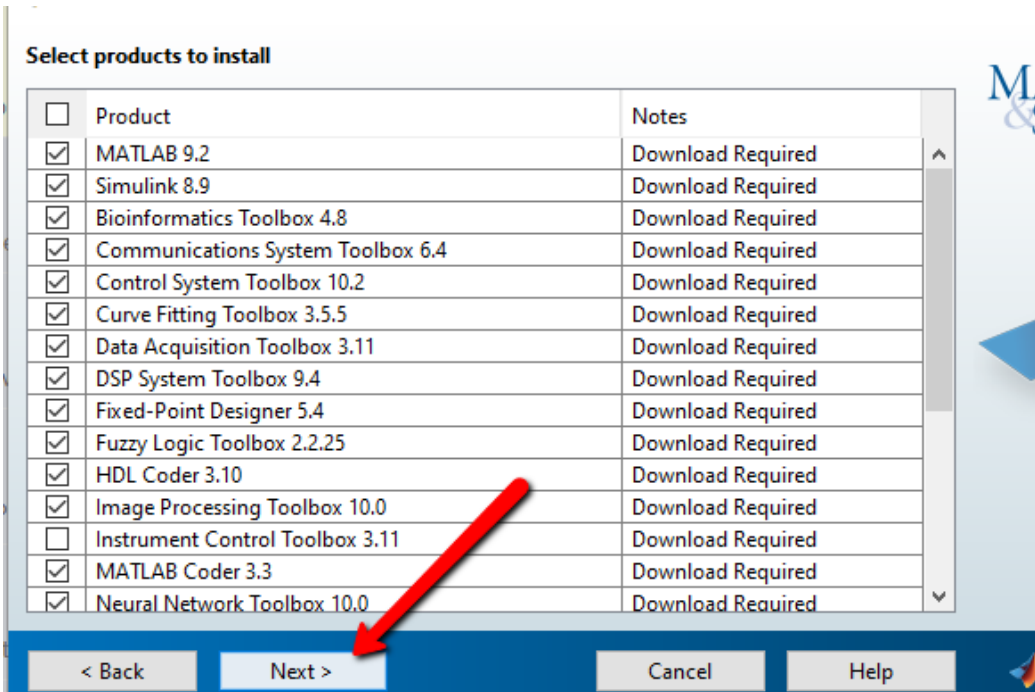 Select products to install
Product Notes
MATLAB 9.2 Download Required
Simulink 8.9 Download Required
Bioinformatics Toolbox 4.8 Download Required
Communications System Toolbox 6.4 Download Required
Control System Toolbox 10.2 Download Required
Curve Fitting Toolbox 3.5.5 Download Required
Data Acquisition Toolbox 3.11 Download Required
DSP System Toolbox 9.4 Download Required
Fixed-Point Designer 5.4 Download Required
Fuzzy Logic Toolbox 2.2.25 Download Required
HDL Coder 3.10 Download Required
Image Processing Toolbox 10.0 Download Required
Instrument Control Toolbox 3.11 Download Required
MATLAB Coder 3.3 Download Required
Neural Network Toolbox 10.0 Download Required
< Back Next > Cancel Help